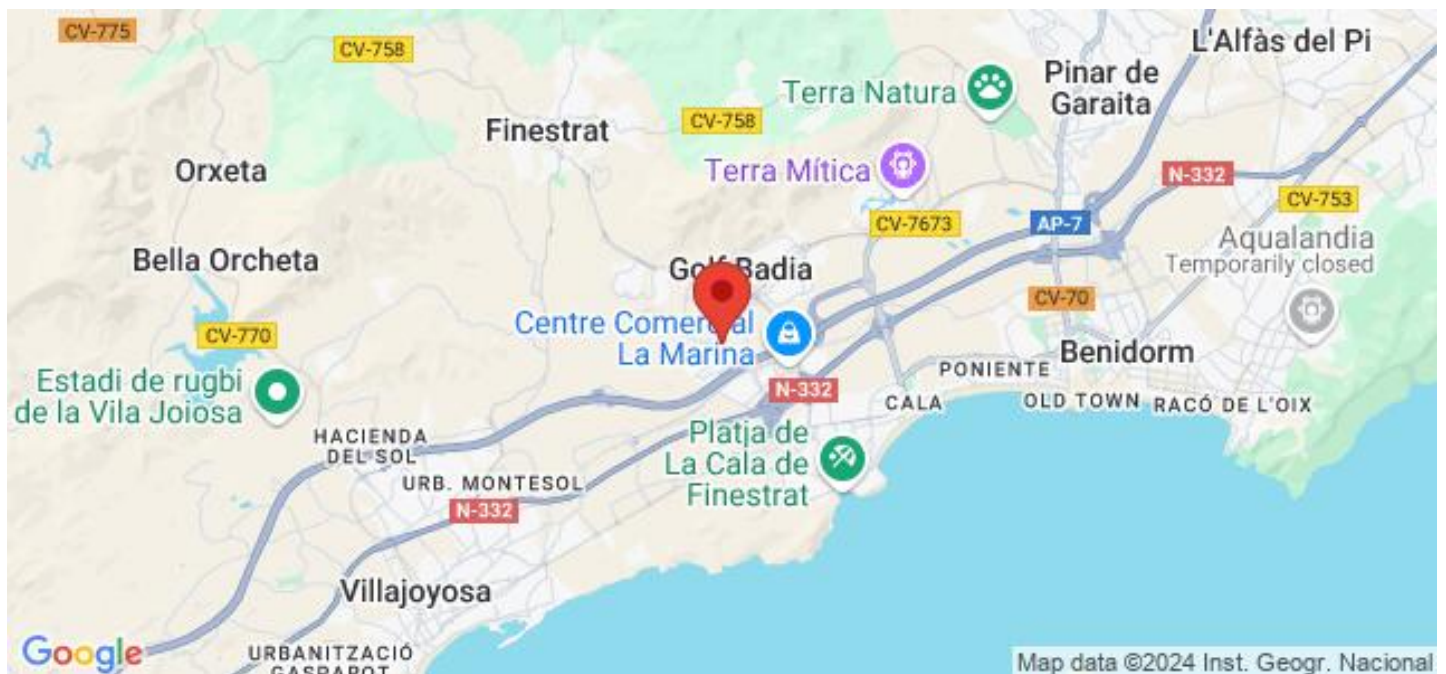 CV-775
CV-758
L'Alfàs del Pi
Pinar de
Garaita
Terra Natura
Finestrat
CV-758
Orxeta
Terra Mítica
N-332
CV-753
CV-7673
AP-7
Bella Orcheta
Golf Badia
Aqualandia
Temporarily closed
CV-70
CV-770
Centre Comercial
La Marina
Benidorm
PONIENTE
Estadi de rugbi
de la Vila Joiosa
N-332
CALA
OLD TOWN
RACÓ DE L'OIX
HACIENDA
DEL SOL
Platja de
La Cala de
Finestrat
URB. MONTESOL
N-332
Villajoyosa
Google
URBANITZACIÓ
GASPAROT
Map data ©2024 Inst. Geogr. Nacional